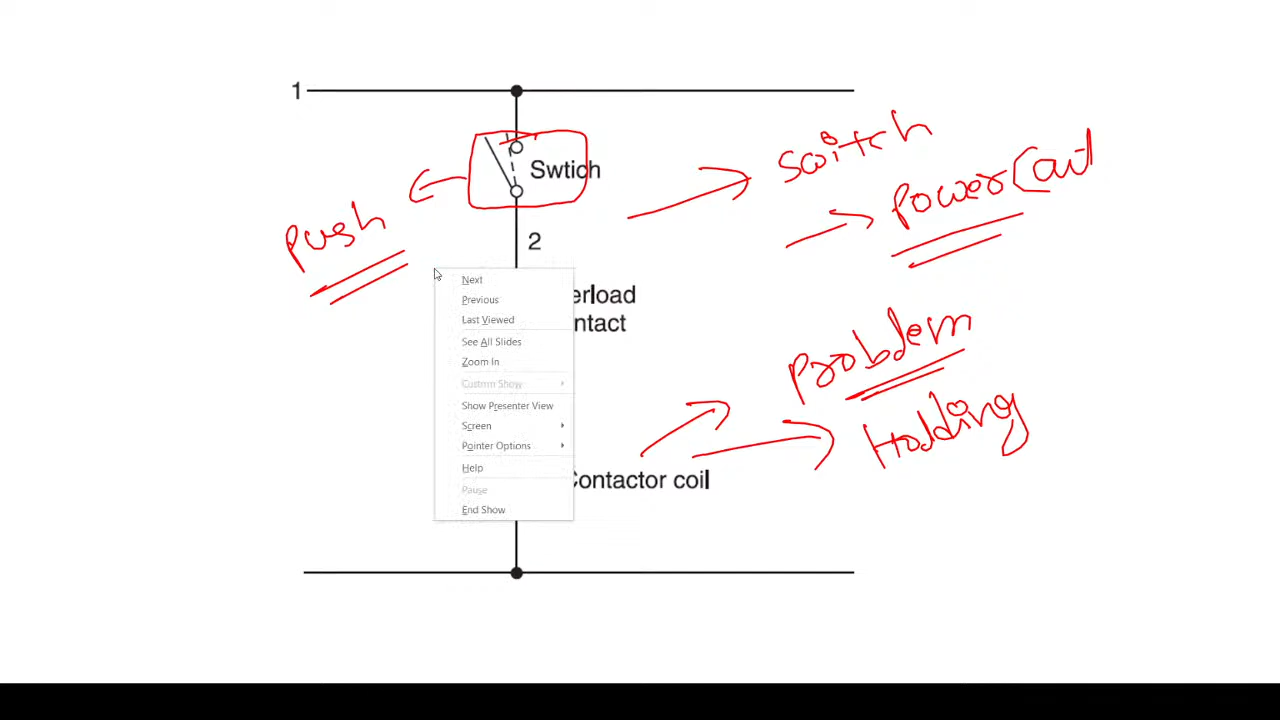 1
Swtich
switch
Power Cut
Push
2
Next
Previous
Last Viewed
See All Slides
Zoom In
Custom Show
Show Presenter View
Screen
Pointer Options
Help
Pause
End Show
erload
ntact
Problem
Holding
Contactor coil